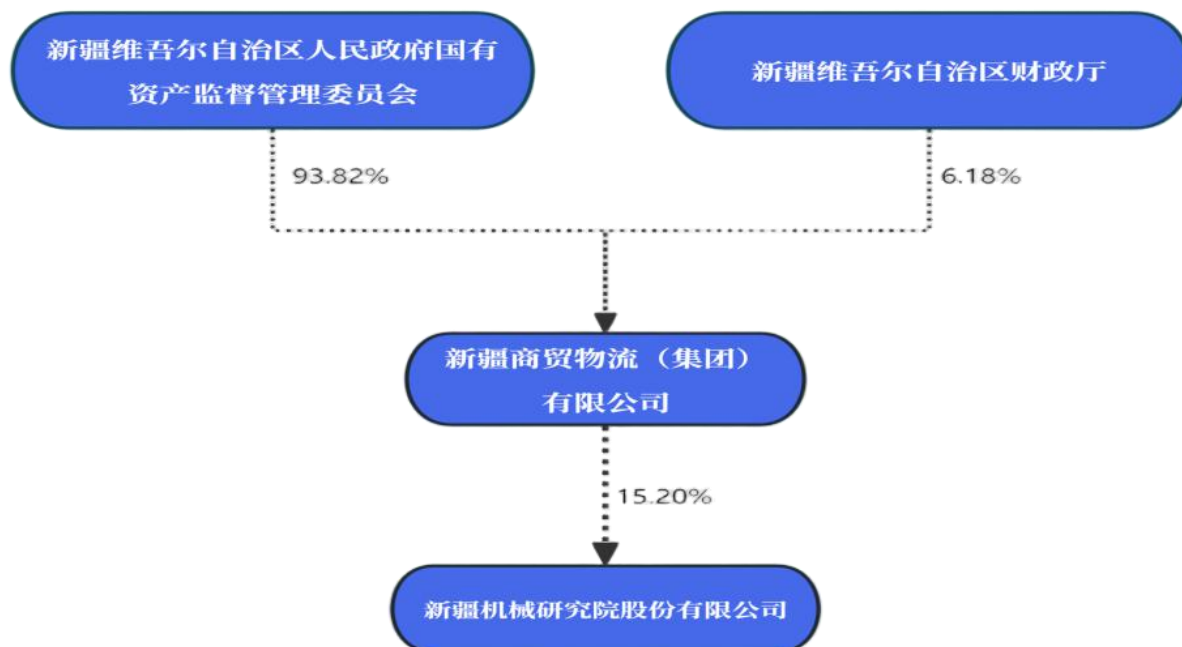 新疆维吾尔自治区人民政府国有
资产监督管理委员会
新疆维吾尔自治区财政厅
93.82%
6.18%
新疆商贸物流（集团）
有限公司
15.20%
新疆机械研究院股份有限公司